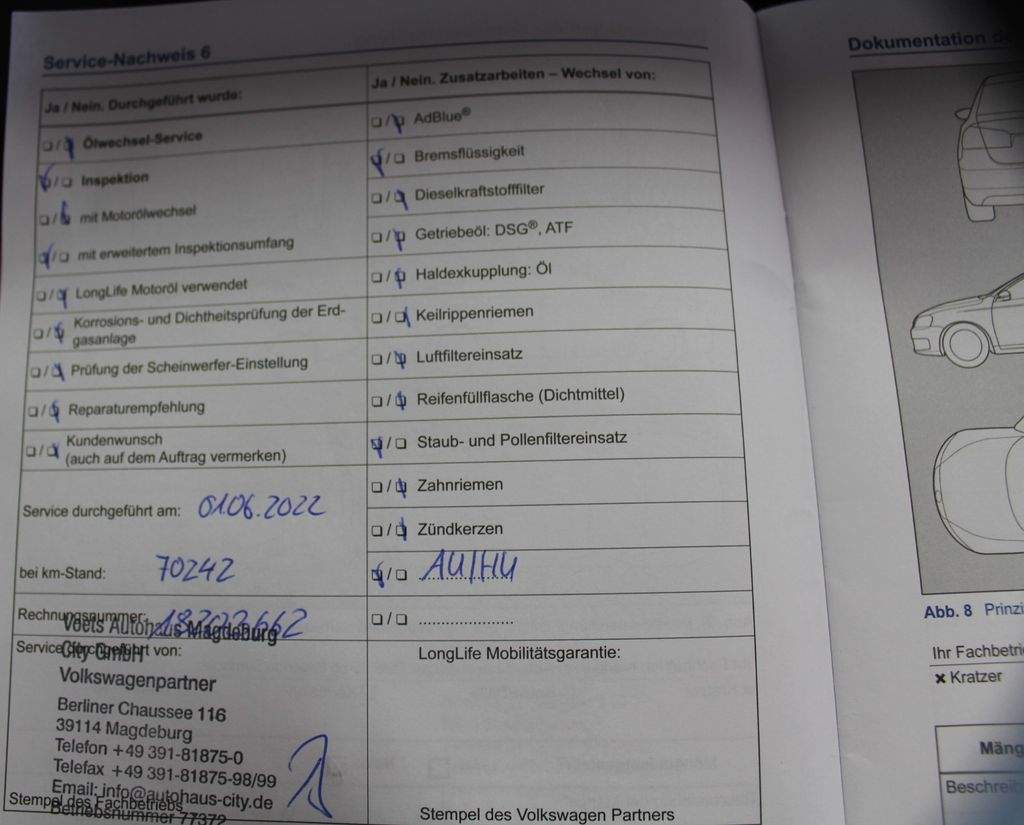 Service-Nachweis 6
Ja / Nein. Durchgeführt wurde:
Ölwechsel-Service
Inspektion
mit Motorölwechsel
mit erweitertem Inspektionsumfang
LongLife Motoröl verwendet
Korrosions- und Dichtheitsprüfung der Erd-
gasanlage
Prüfung der Scheinwerfer-Einstellung
Reparaturempfehlung
Kundenwunsch
(auch auf dem Auftrag vermerken)
Service durchgeführt am: 01.06.2022
bei km-Stand: 70242
Rechnungsnummer:
Voets Autohaus Magdeburg
Service durchgeführt von:
City GmbH
Volkswagenpartner
Berliner Chaussee 116
39114 Magdeburg
Telefon +49 391-81875-0
Telefax +49 391-81875-98/99
Email: info@autohaus-city.de
Stempel des Fachbetriebs
Betriebsnummer 77372
Ja / Nein. Zusatzarbeiten – Wechsel von:
AdBlue®
Bremsflüssigkeit
Dieselkraftstofffilter
Getriebeöl: DSG®, ATF
Haldexkupplung: Öl
Keilrippenriemen
Luftfiltereinsatz
Reifenfüllflasche (Dichtmittel)
Staub- und Pollenfiltereinsatz
Zahnriemen
Zündkerzen
AU/HU
LongLife Mobilitätsgarantie:
Stempel des Volkswagen Partners
Dokumentation
Abb. 8 Prinzi
Ihr Fachbetri
× Kratzer
Mäng
Beschreib